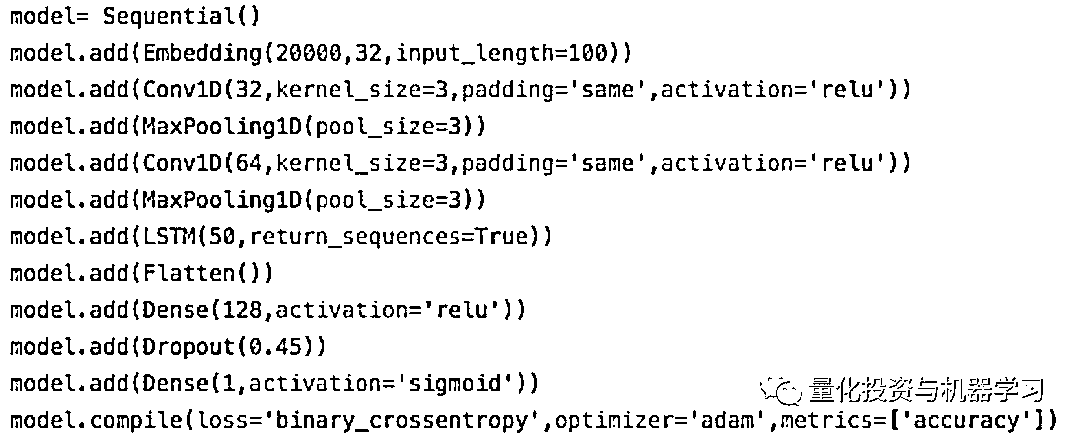 model= Sequential()
model.add(Embedding(20000,32,input_length=100))
model.add(Conv1D(32,kernel_size=3,padding='same',activation='relu'))
model.add(MaxPooling1D(pool_size=3))
model.add(Conv1D(64,kernel_size=3,padding='same',activation='relu'))
model.add(MaxPooling1D(pool_size=3))
model.add(LSTM(50,return_sequences=True))
model.add(Flatten())
model.add(Dense(128,activation='relu'))
model.add(Dropout(0.45))
model.add(Dense(1,activation='sigmoid'))
量化投资与机器学习
model.compile(loss='binary_crossentropy',optimizer='adam',metrics=['accuracy'])